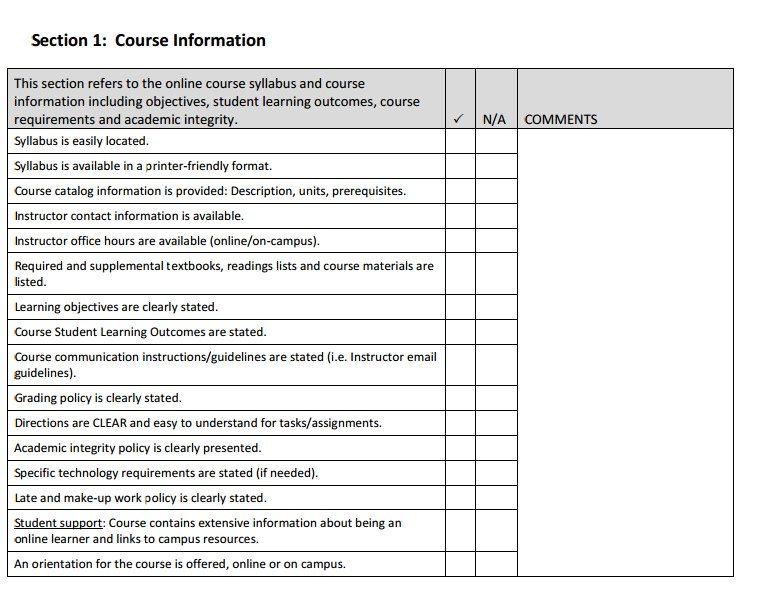 Section 1:  Course Information
This section refers to the online course syllabus and course
information including objectives, student learning outcomes, course
requirements and academic integrity.
✓
N/A
COMMENTS
Syllabus is easily located.
Syllabus is available in a printer-friendly format.
Course catalog information is provided: Description, units, prerequisites.
Instructor contact information is available.
Instructor office hours are available (online/on-campus).
Required and supplemental textbooks, readings lists and course materials are
listed.
Learning objectives are clearly stated.
Course Student Learning Outcomes are stated.
Course communication instructions/guidelines are stated (i.e. Instructor email
guidelines).
Grading policy is clearly stated.
Directions are CLEAR and easy to understand for tasks/assignments.
Academic integrity policy is clearly presented.
Specific technology requirements are stated (if needed).
Late and make-up work policy is clearly stated.
Student support: Course contains extensive information about being an
online learner and links to campus resources.
An orientation for the course is offered, online or on campus.